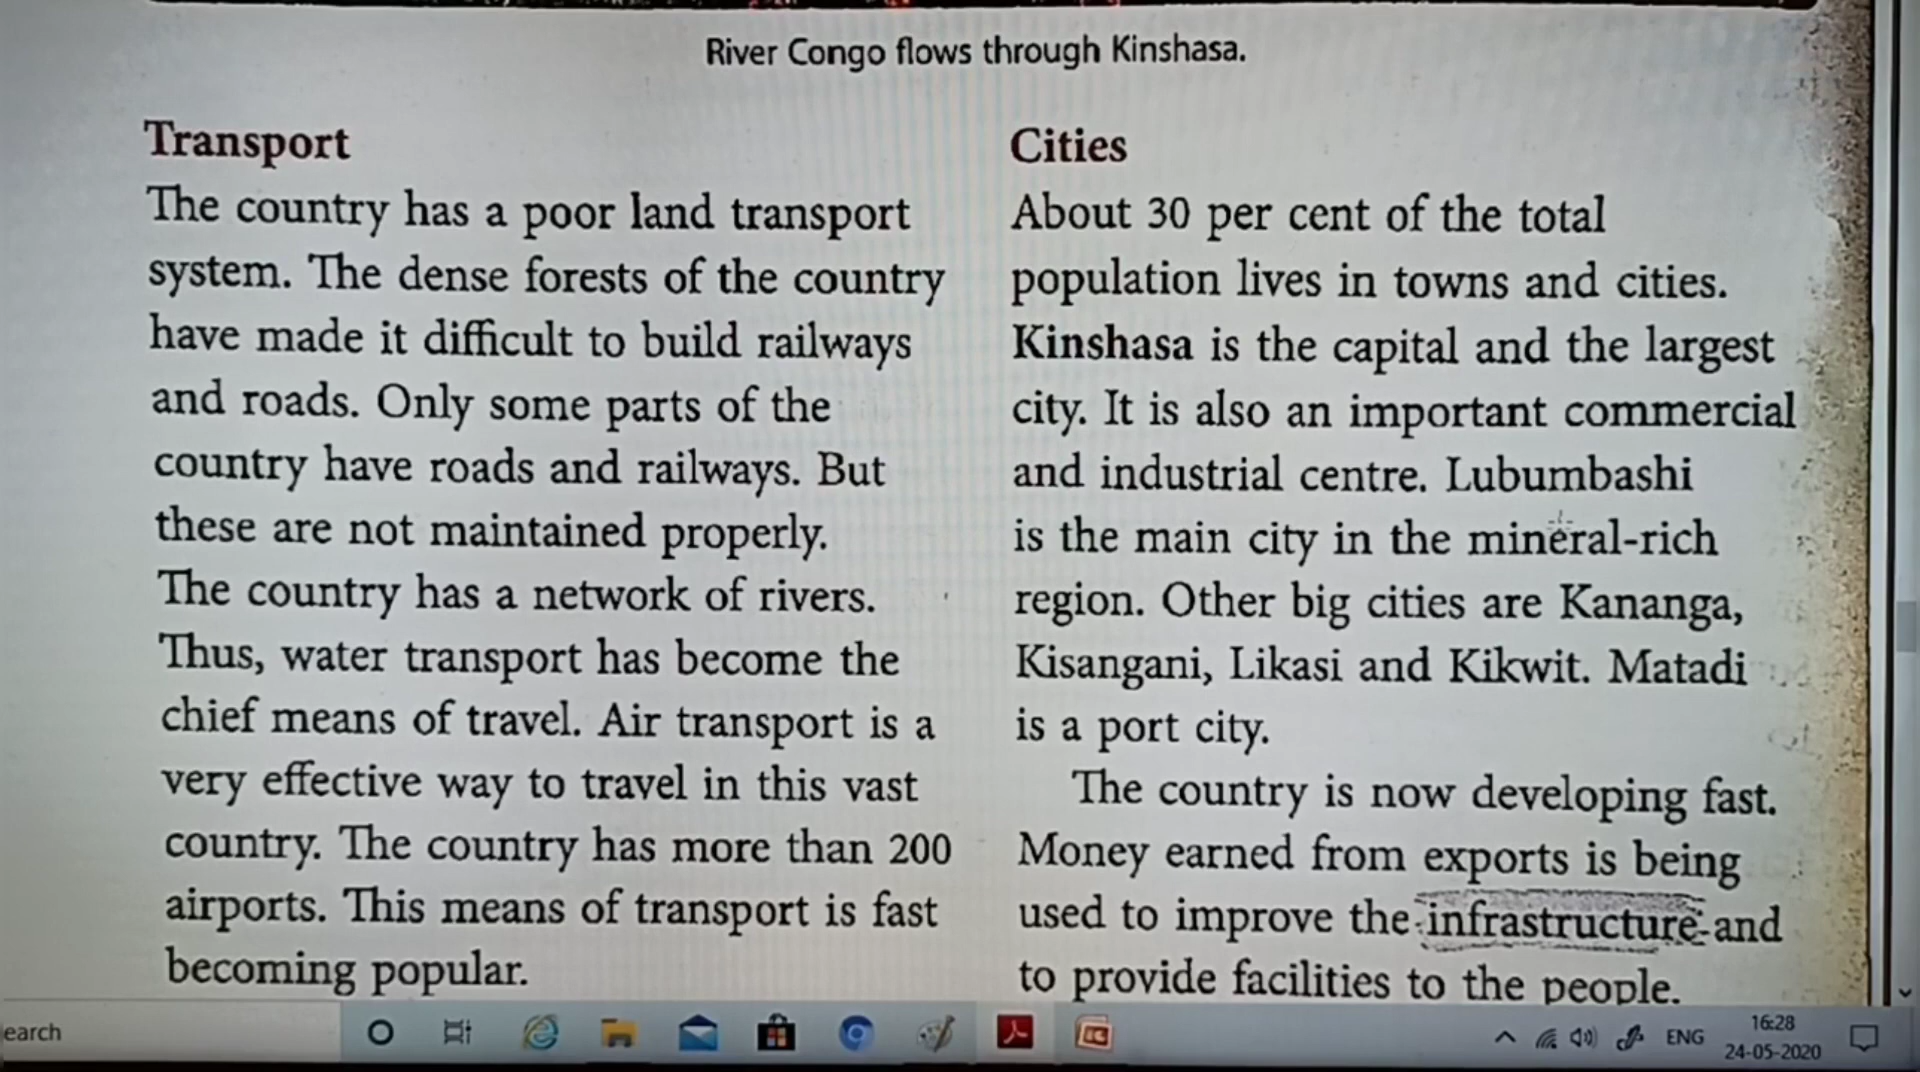 River Congo flows through Kinshasa.
Transport
The country has a poor land transport
system. The dense forests of the country
have made it difficult to build railways
and roads. Only some parts of the
country have roads and railways. But
these are not maintained properly.
The country has a network of rivers.
Thus, water transport has become the
chief means of travel. Air transport is a
very effective way to travel in this vast
country. The country has more than 200
airports. This means of transport is fast
becoming popular.
Cities
About 30 per cent of the total
population lives in towns and cities.
Kinshasa is the capital and the largest
city. It is also an important commercial
and industrial centre. Lubumbashi
is the main city in the mineral-rich
region. Other big cities are Kananga,
Kisangani, Likasi and Kikwit. Matadi
is a port city.
The country is now developing fast.
Money earned from exports is being
used to improve the infrastructure and
to provide facilities to the people.
earch
ENG
16:28
24-05-2020